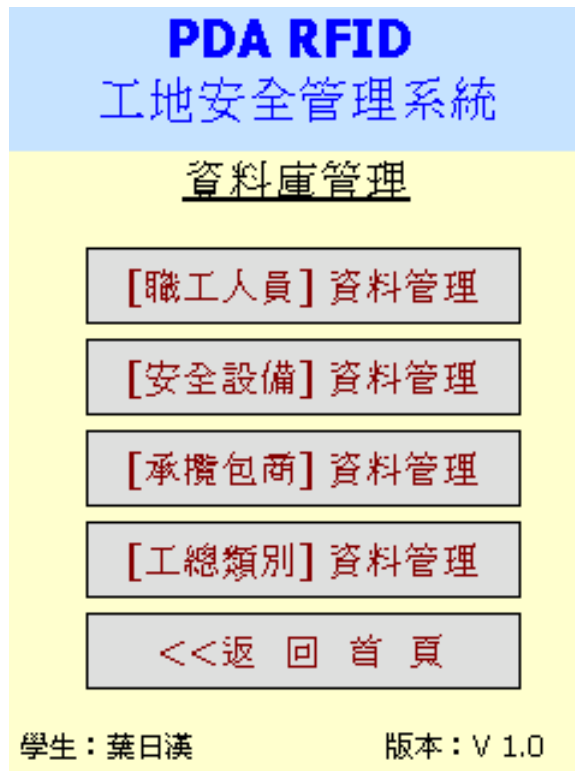 PDA RFID
工地安全管理系統
資料庫管理
[職工人員] 資料管理
[安全設備] 資料管理
[承攬包商] 資料管理
[工總類別] 資料管理
<<返 回 首 頁
學生：葉日漢 版本：V 1.0